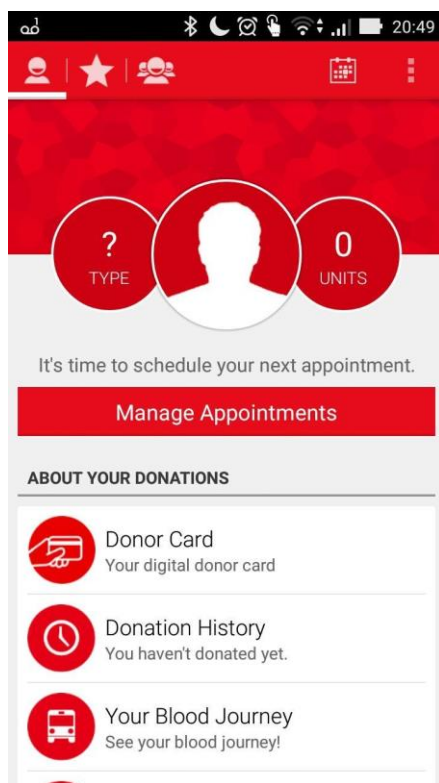 20:49
?
TYPE
0
UNITS
It's time to schedule your next appointment.
Manage Appointments
ABOUT YOUR DONATIONS
Donor Card
Your digital donor card
Donation History
You haven't donated yet.
Your Blood Journey
See your blood journey!